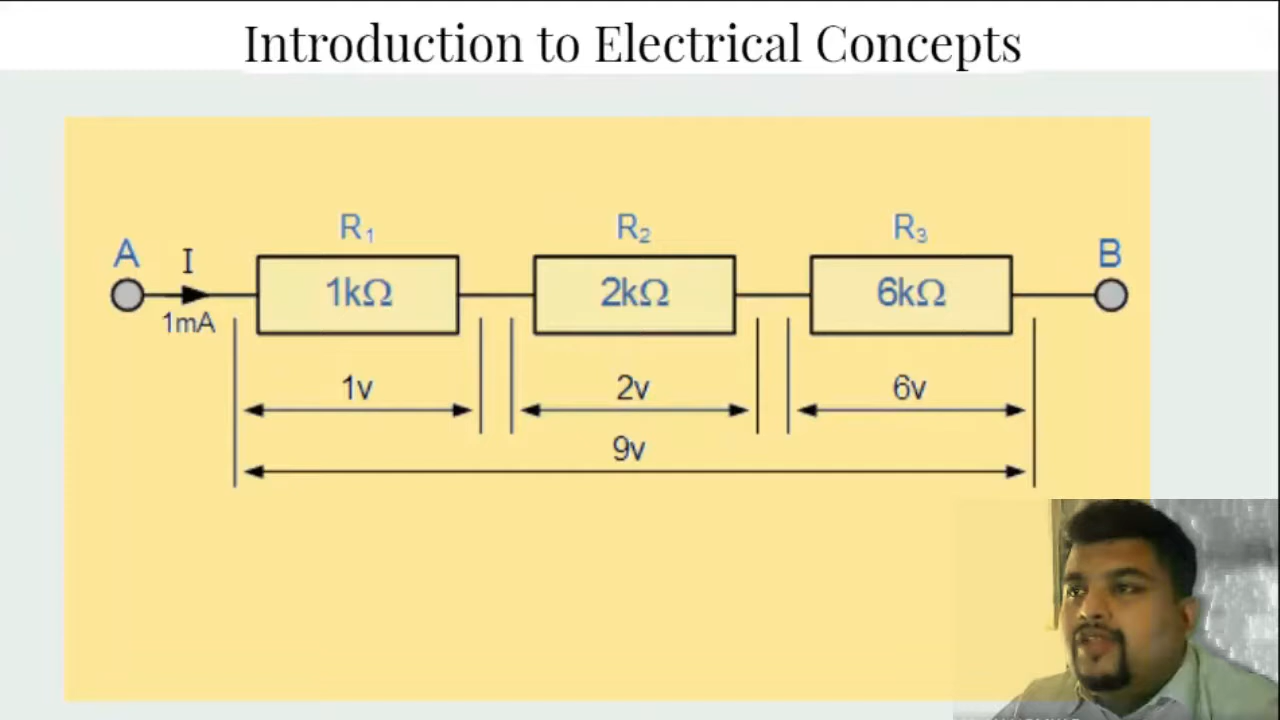 Introduction to Electrical Concepts
R₁ R₂ R₃
A I B
1kΩ 2kΩ 6kΩ
1mA
1v 2v 6v
9v